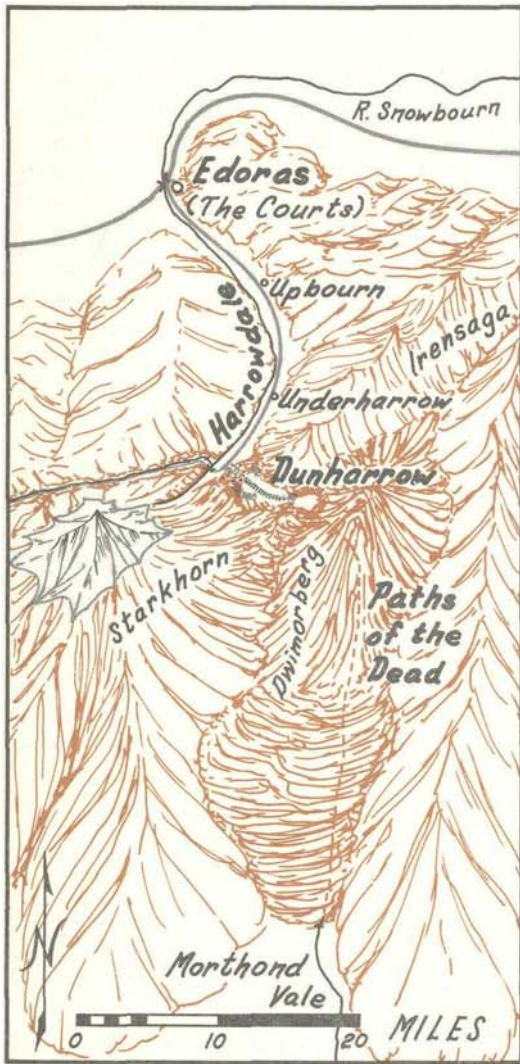 R. Snowbourn
Edoras
(The Courts)
Upbourn
Harrowdale
Irensaga
Underharrow
Dunharrow
Starkhorn
Dwimorberg
Paths
of the
Dead
N
Morthond
Vale
0 10 20 MILES